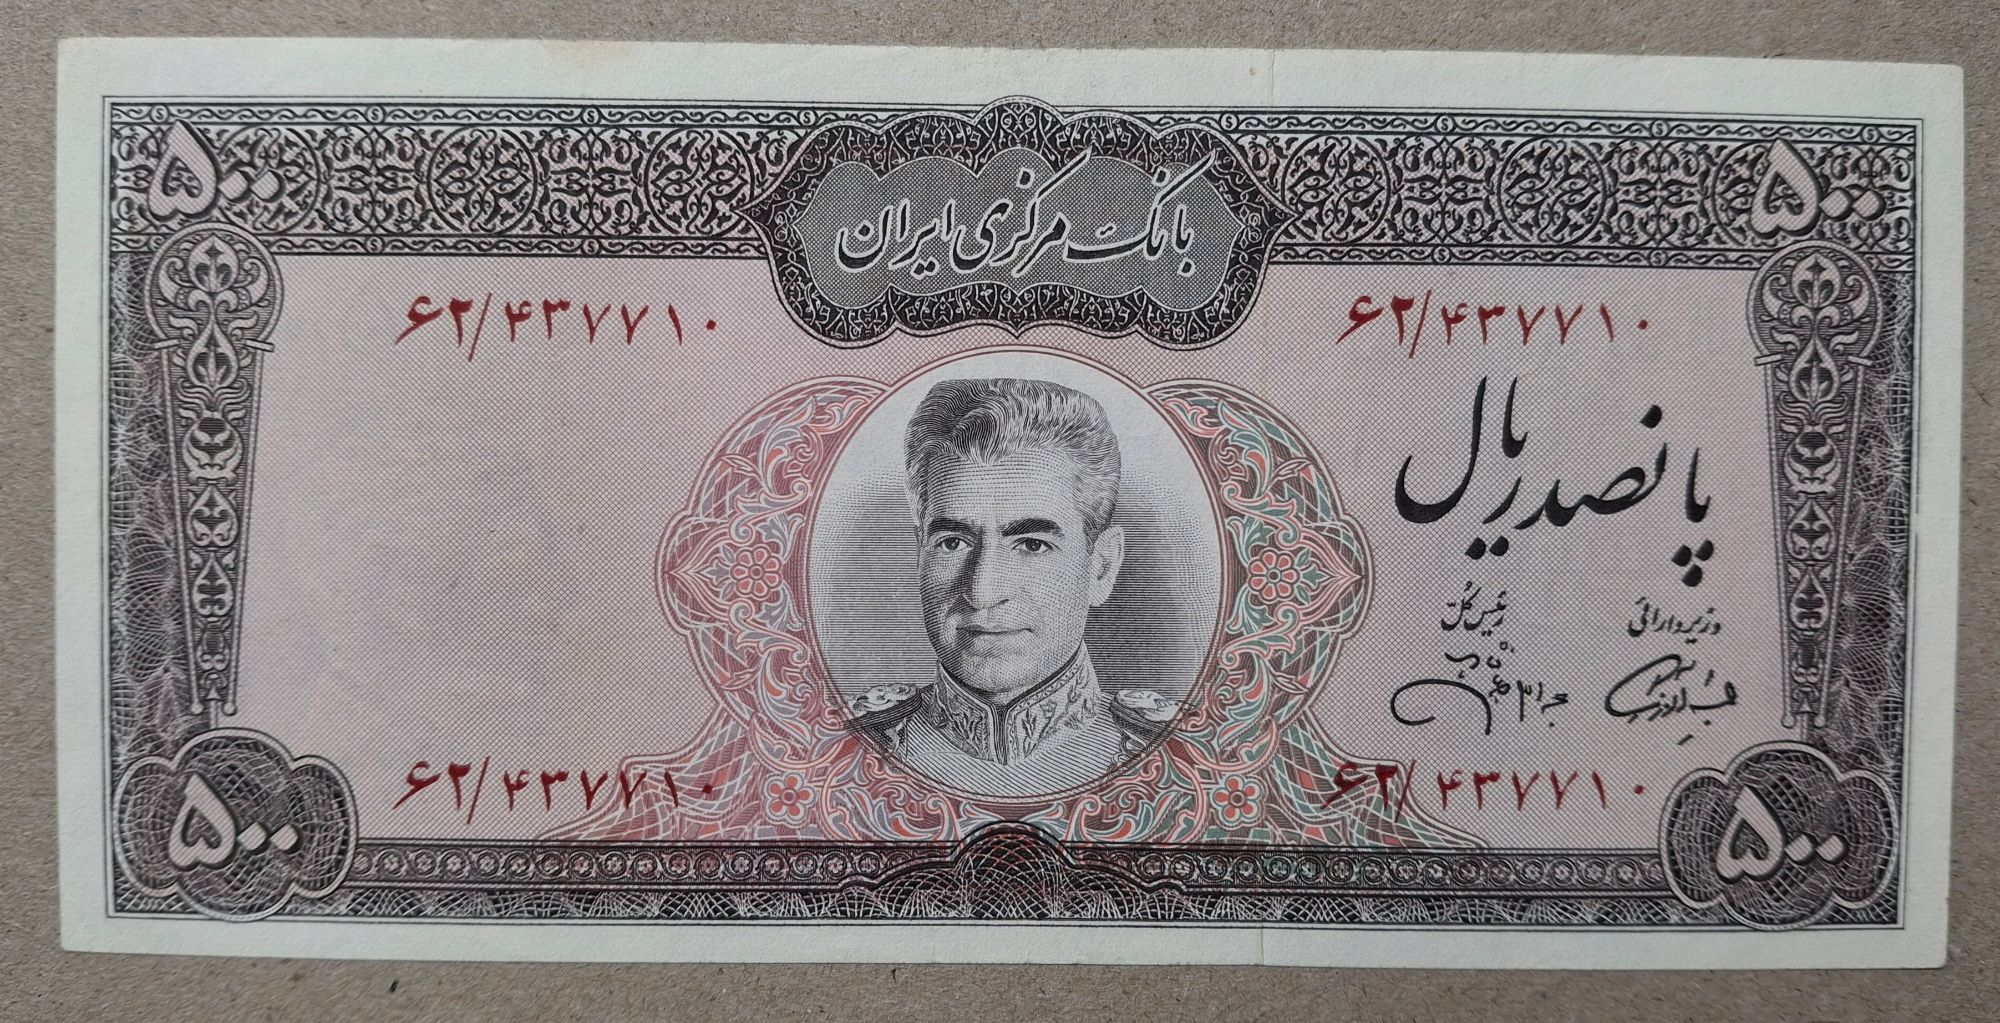 ۵۰۰
۵۰۰
بانک مرکزی ایران
۶۲/۴۳۷۷۱۰
۶۲/۴۳۷۷۱۰
پانصد ریال
وزیر دارائی
رئیس کل
۶۲/۴۳۷۷۱۰
۶۲/۴۳۷۷۱۰
۵۰۰
۵۰۰